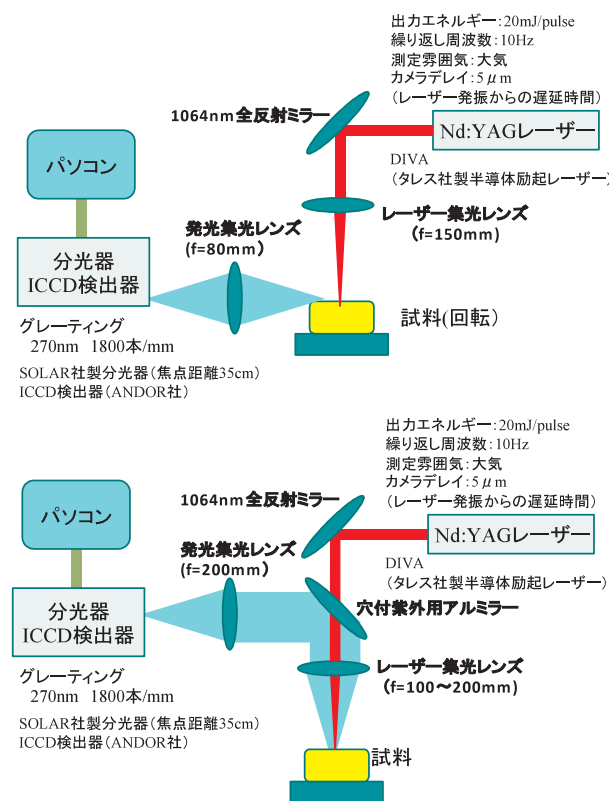 出力エネルギー:20mJ/pulse
繰り返し周波数:10Hz
測定雰囲気:大気
カメラデレイ:5μm
(レーザー発振からの遅延時間)
1064nm全反射ミラー
Nd:YAGレーザー
DIVA
(タレス社製半導体励起レーザー)
パソコン
発光集光レンズ
(f=80mm)
レーザー集光レンズ
(f=150mm)
分光器
ICCD検出器
試料(回転)
グレーティング
270nm 1800本/mm
SOLAR社製分光器(焦点距離35cm)
ICCD検出器(ANDOR社)
出力エネルギー:20mJ/pulse
繰り返し周波数:10Hz
測定雰囲気:大気
カメラデレイ:5μm
(レーザー発振からの遅延時間)
1064nm全反射ミラー
Nd:YAGレーザー
DIVA
(タレス社製半導体励起レーザー)
パソコン
発光集光レンズ
(f=200mm)
穴付紫外用アルミラー
分光器
ICCD検出器
レーザー集光レンズ
(f=100～200mm)
グレーティング
270nm 1800本/mm
SOLAR社製分光器(焦点距離35cm)
ICCD検出器(ANDOR社)
試料